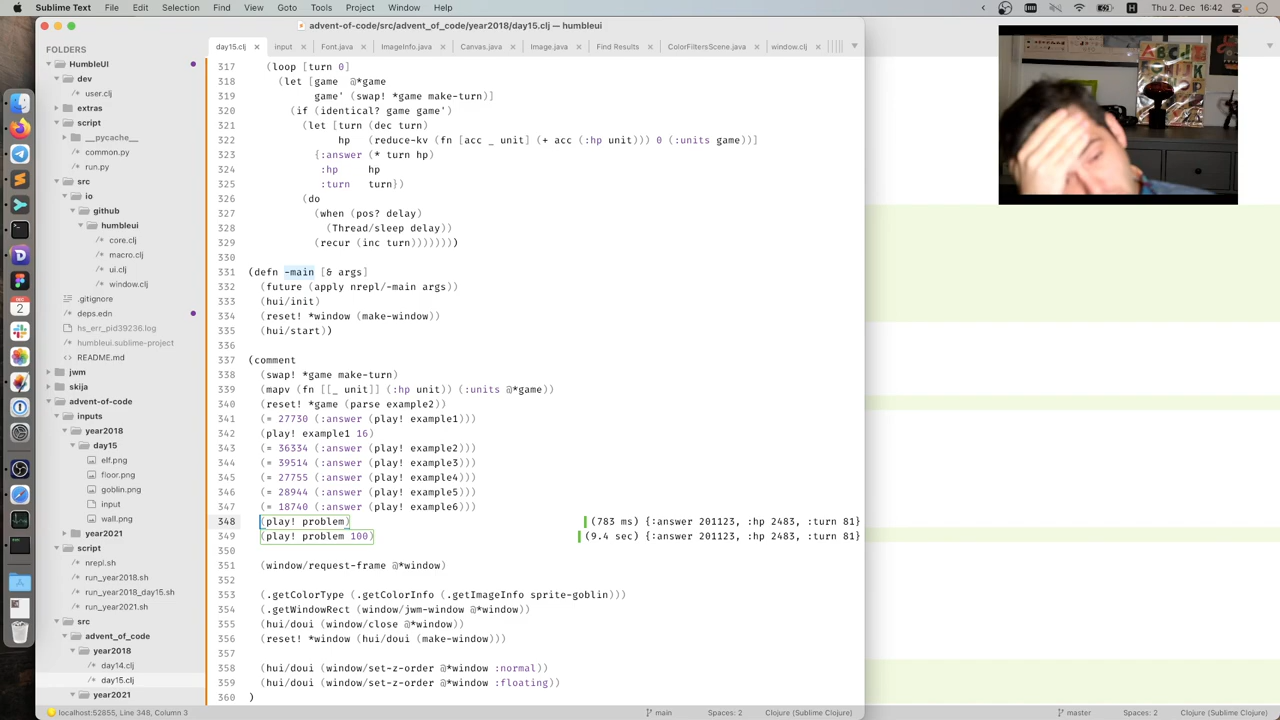 Sublime Text File Edit Selection Find View Goto Tools Project Window Help
Thu 2. Dec 16:42
advent-of-code/src/advent_of_code/year2018/day15.clj — humbleui
day15.clj input Font.java ImageInfo.java Canvas.java Image.java Find Results ColorFiltersScene.java window.clj
FOLDERS
HumbleUI
dev
user.clj
extras
script
__pycache__
common.py
run.py
src
io
github
humbleui
core.clj
macro.clj
ui.clj
window.clj
.gitignore
deps.edn
hs_err_pid39236.log
humbleui.sublime-project
README.md
jwm
skija
advent-of-code
inputs
year2018
day15
elf.png
floor.png
goblin.png
input
wall.png
year2021
script
nrepl.sh
run_year2018.sh
run_year2018_day15.sh
run_year2021.sh
src
advent_of_code
year2018
day14.clj
day15.clj
year2021
317 (loop [turn 0]
318 (let [game @*game
319 game' (swap! *game make-turn)]
320 (if (identical? game game')
321 (let [turn (dec turn)
322 hp (reduce-kv (fn [acc _ unit] (+ acc (:hp unit))) 0 (:units game))]
323 {:answer (* turn hp)
324 :hp hp
325 :turn turn})
326 (do
327 (when (pos? delay)
328 (Thread/sleep delay))
329 (recur (inc turn)))))))
330
331 (defn -main [& args]
332 (future (apply nrepl/-main args))
333 (hui/init)
334 (reset! *window (make-window))
335 (hui/start))
336
337 (comment
338 (swap! *game make-turn)
339 (mapv (fn [[_ unit]] (:hp unit)) (:units @*game))
340 (reset! *game (parse example2))
341 (= 27730 (:answer (play! example1)))
342 (play! example1 16)
343 (= 36334 (:answer (play! example2)))
344 (= 39514 (:answer (play! example3)))
345 (= 27755 (:answer (play! example4)))
346 (= 28944 (:answer (play! example5)))
347 (= 18740 (:answer (play! example6)))
348 (play! problem) (783 ms) {:answer 201123, :hp 2483, :turn 81}
349 (play! problem 100) (9.4 sec) {:answer 201123, :hp 2483, :turn 81}
350
351 (window/request-frame @*window)
352
353 (.getColorType (.getColorInfo (.getImageInfo sprite-goblin)))
354 (.getWindowRect (window/jwm-window @*window))
355 (hui/doui (window/close @*window))
356 (reset! *window (hui/doui (make-window)))
357
358 (hui/doui (window/set-z-order @*window :normal))
359 (hui/doui (window/set-z-order @*window :floating))
360 )
localhost:52855, Line 348, Column 3 main Spaces: 2 Clojure (Sublime Clojure) master Spaces: 2 Clojure (Sublime Clojure)